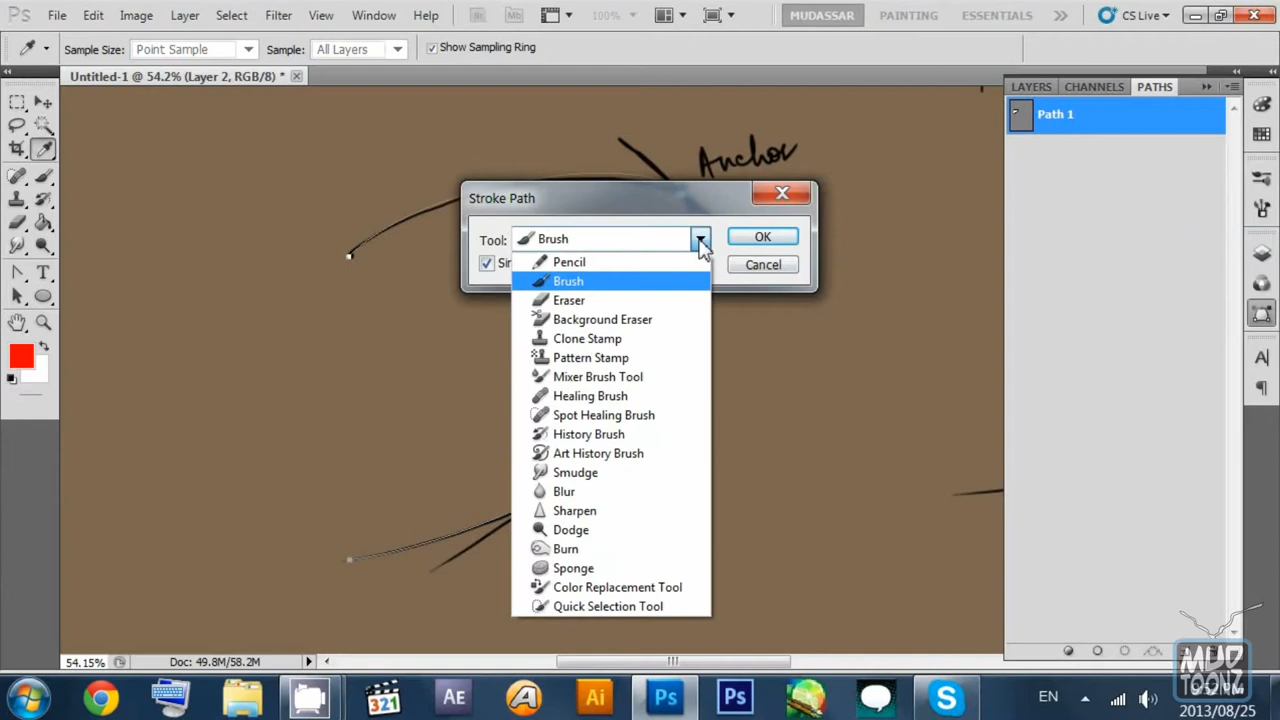 Ps File Edit Image Layer Select Filter View Window Help Br Mb 100% MUDASSAR PAINTING ESSENTIALS CS Live
Sample Size: Point Sample Sample: All Layers Show Sampling Ring
Untitled-1 @ 54.2% (Layer 2, RGB/8) *
LAYERS CHANNELS PATHS
Path 1
Anchor
Stroke Path
Tool: Brush OK
Cancel
Pencil
Brush
Eraser
Background Eraser
Clone Stamp
Pattern Stamp
Mixer Brush Tool
Healing Brush
Spot Healing Brush
History Brush
Art History Brush
Smudge
Blur
Sharpen
Dodge
Burn
Sponge
Color Replacement Tool
Quick Selection Tool
54.15% Doc: 49.8M/58.2M
MUD
TOONZ
321 Ae Ai Ps Ps EN
2013/08/25